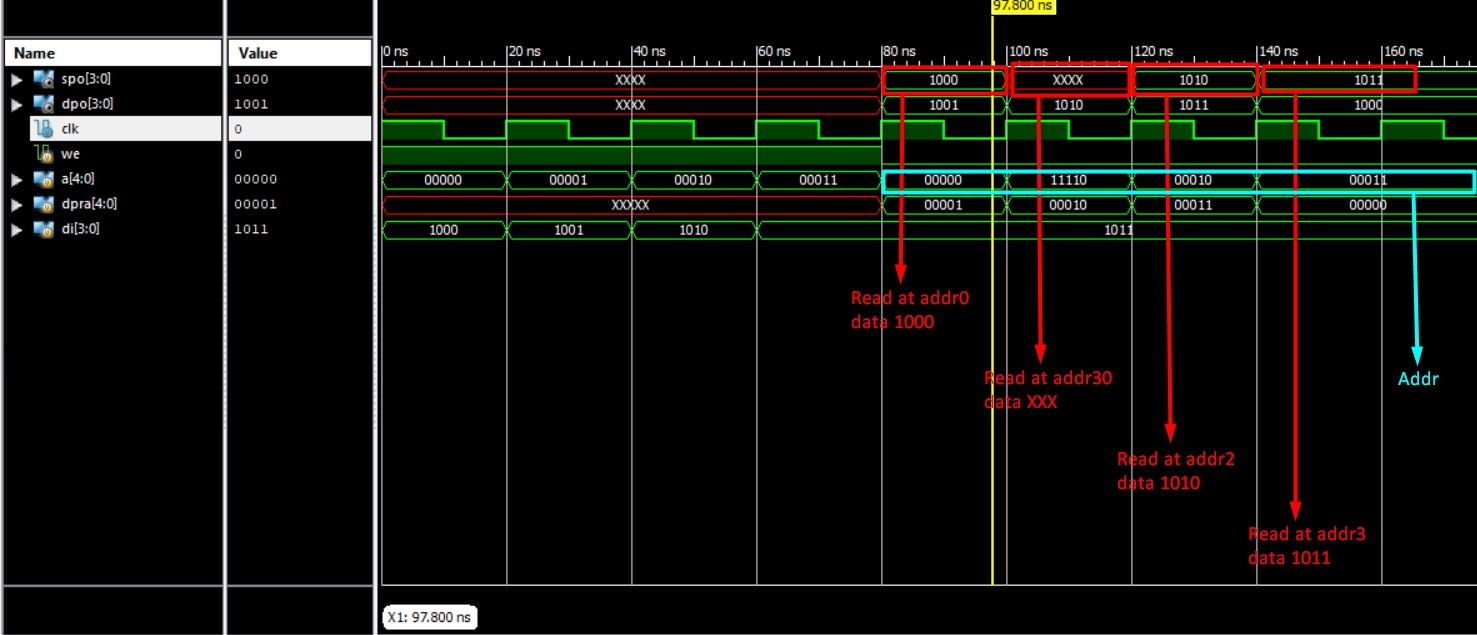 97.800 ns
Name Value
0 ns 20 ns 40 ns 60 ns 80 ns 100 ns 120 ns 140 ns 160 ns
spo[3:0] 1000 XXXX 1000 XXXX 1010 1011
dpo[3:0] 1001 XXXX 1001 1010 1011 1000
clk 0
we 0
a[4:0] 00000 00000 00001 00010 00011 00000 11110 00010 00011
dpra[4:0] 00001 XXXXX 00001 00010 00011 00000
di[3:0] 1011 1000 1001 1010 1011
Read at addr0
data 1000
Read at addr30
data XXX
Addr
Read at addr2
data 1010
Read at addr3
data 1011
X1: 97.800 ns